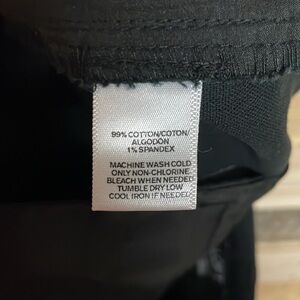 99% COTTON/COTON/
ALGODÓN
1% SPANDEX
MACHINE WASH COLD
ONLY NON-CHLORINE
BLEACH WHEN NEEDED
TUMBLE DRY LOW
COOL IRON IF NEEDED